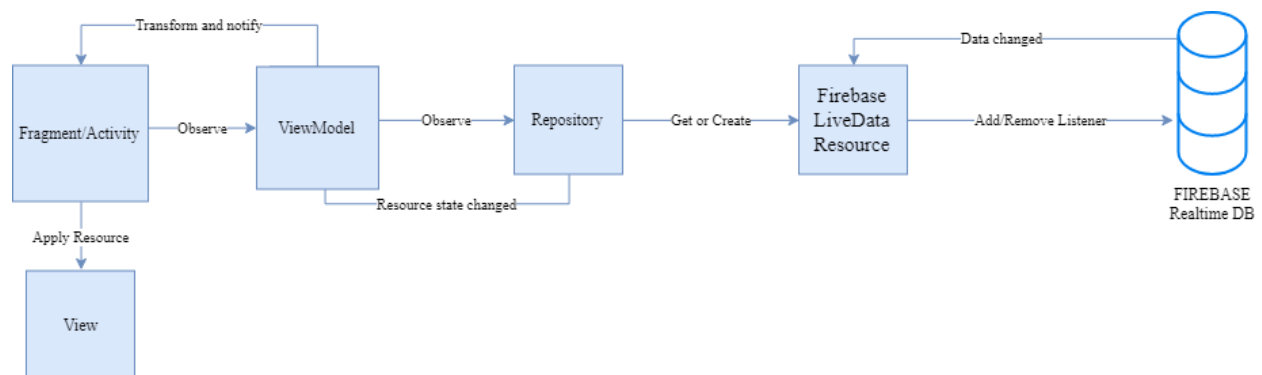 Transform and notify
Data changed
Fragment/Activity
Observe
ViewModel
Observe
Repository
Get or Create
Firebase
LiveData
Resource
Add/Remove Listener
Resource state changed
FIREBASE
Realtime DB
Apply Resource
View